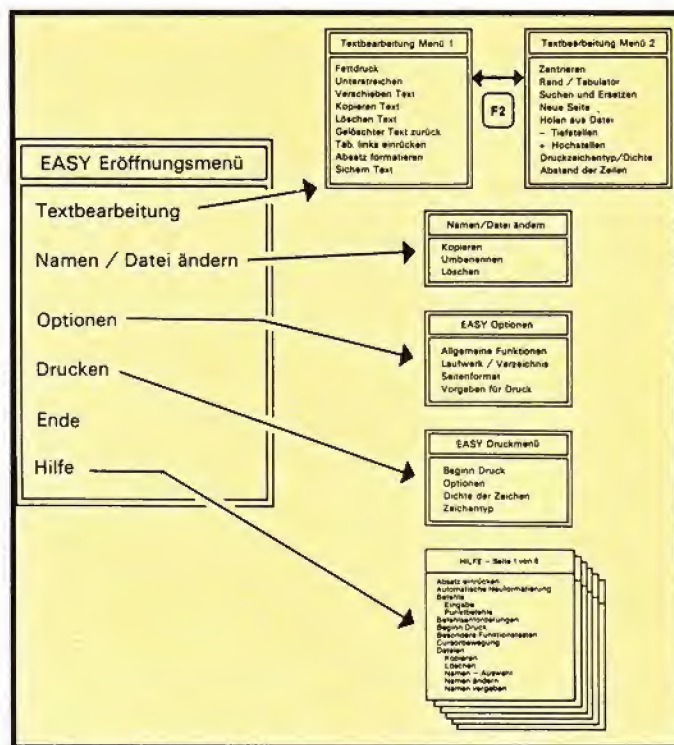 Textbearbeitung Menü 1
Fettdruck
Unterstreichen
Verschieben Text
Kopieren Text
Löschen Text
Gelöschter Text zurück
Tab. links einrücken
Absatz formatieren
Sichern Text
F2
Textbearbeitung Menü 2
Zentrieren
Rand / Tabulator
Suchen und Ersetzen
Neue Seite
Holen aus Datei
− Tiefstellen
+ Hochstellen
Druckzeichentyp/Dichte
Abstand der Zeilen
EASY Eröffnungsmenü
Textbearbeitung
Namen / Datei ändern
Optionen
Drucken
Ende
Hilfe
Namen/Datei ändern
Kopieren
Umbenennen
Löschen
EASY Optionen
Allgemeine Funktionen
Laufwerk / Verzeichnis
Seitenformat
Vorgaben für Druck
EASY Druckmenü
Beginn Druck
Optionen
Dichte der Zeichen
Zeichentyp
HILFE − Seite 1 von 6
Absatz einrücken
Automatische Neuformatierung
Befehle
Eingabe
Punktbefehle
Befehlsanforderungen
Beginn Druck
Besondere Funktionstasten
Cursorbewegung
Dateien
Kopieren
Löschen
Namen − Auswahl
Namen ändern
Namen vergeben